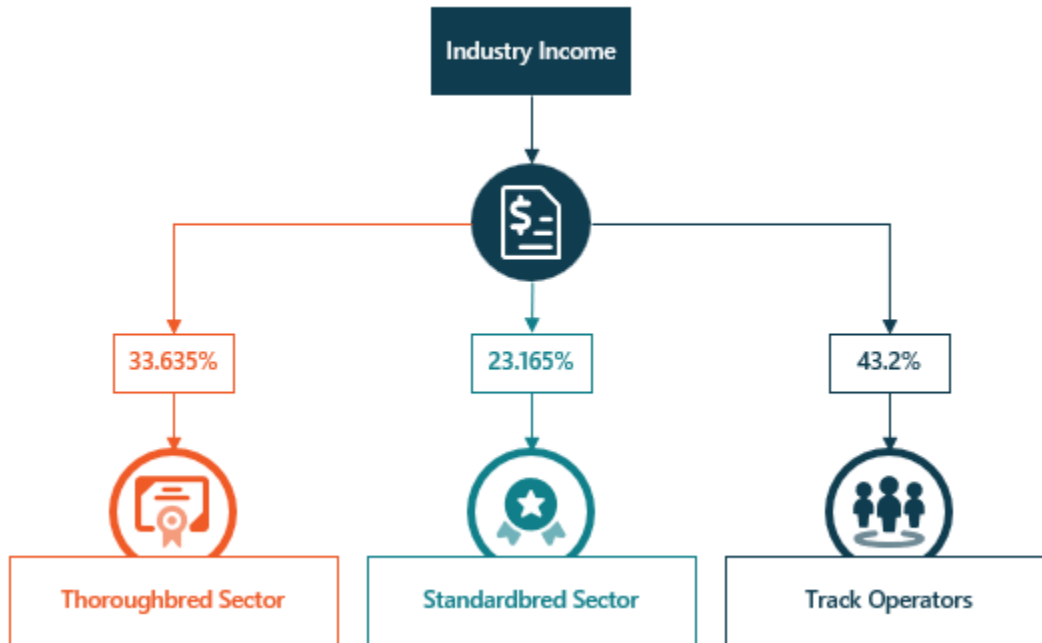 Industry Income
$
33.635%
23.165%
43.2%
Thoroughbred Sector
Standardbred Sector
Track Operators